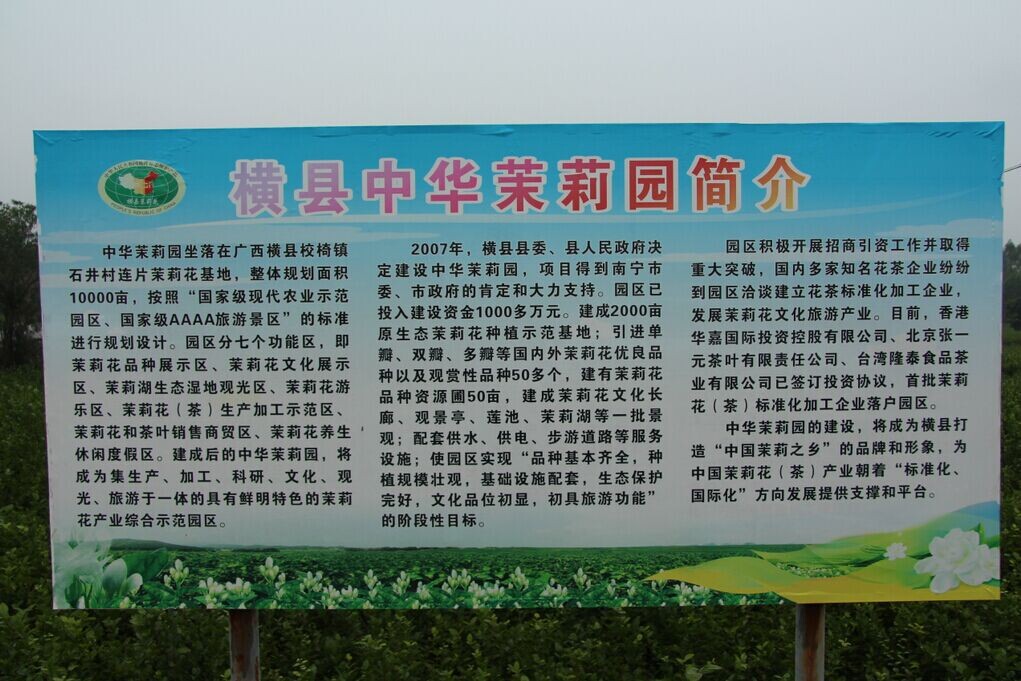 横县中华茉莉园简介
横县茉莉花
PEOPLE'S REPUBLIC OF CHINA
中华茉莉园坐落在广西横县校椅镇
石井村连片茉莉花基地，整体规划面积
10000亩，按照“国家级现代农业示范
园区、国家级AAAA旅游景区”的标准
进行规划设计。园区分七个功能区，即
茉莉花品种展示区、茉莉花文化展示
区、茉莉湖生态湿地观光区、茉莉花游
乐区、茉莉花（茶）生产加工示范区、
茉莉花和茶叶销售商贸区、茉莉花养生
休闲度假区。建成后的中华茉莉园，将
成为集生产、加工、科研、文化、观
光、旅游于一体的具有鲜明特色的茉莉
花产业综合示范园区。
2007年，横县县委、县人民政府决
定建设中华茉莉园，项目得到南宁市
委、市政府的肯定和大力支持。园区已
投入建设资金1000多万元。建成2000亩
原生态茉莉花种植示范基地；引进单
瓣、双瓣、多瓣等国内外茉莉花优良品
种以及观赏性品种50多个，建有茉莉花
品种资源圃50亩，建成茉莉花文化长
廊、观景亭、莲池、茉莉湖等一批景
观；配套供水、供电、步游道路等服务
设施；使园区实现“品种基本齐全，种
植规模壮观，基础设施配套，生态保护
完好，文化品位初显，初具旅游功能”
的阶段性目标。
园区积极开展招商引资工作并取得
重大突破，国内多家知名花茶企业纷纷
到园区洽谈建立花茶标准化加工企业，
发展茉莉花文化旅游产业。目前，香港
华嘉国际投资控股有限公司、北京张一
元茶叶有限责任公司、台湾隆泰食品茶
业有限公司已签订投资协议，首批茉莉
花（茶）标准化加工企业落户园区。
中华茉莉园的建设，将成为横县打
造“中国茉莉之乡”的品牌和形象，为
中国茉莉花（茶）产业朝着“标准化、
国际化”方向发展提供支撑和平台。